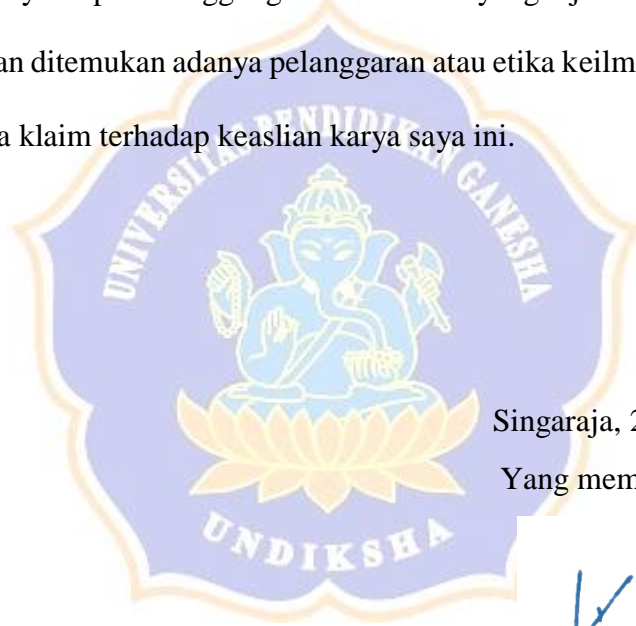 an ditemukan adanya pelanggaran atau etika keilm
a klaim terhadap keaslian karya saya ini.
UNIVERSITAS PENDIDIKAN GANESHA
Singaraja, 2
Yang mem
UNDIKSHA